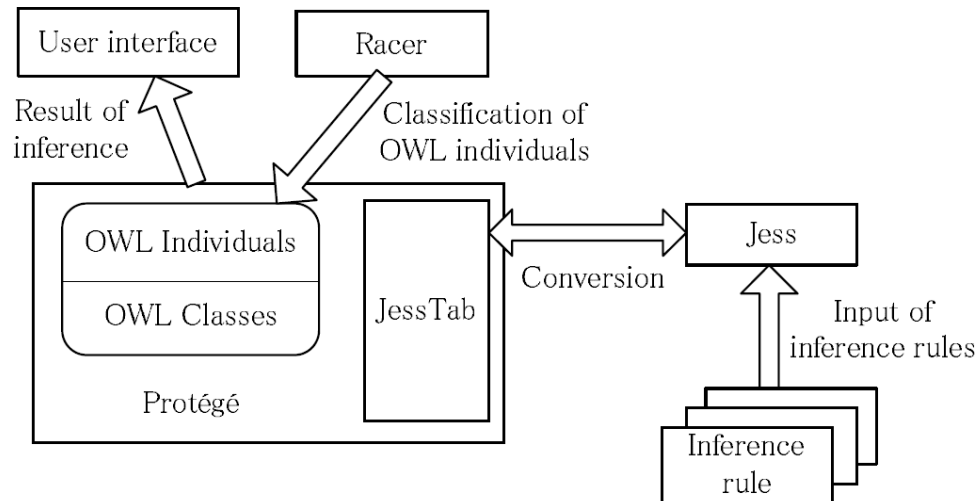 User interface
Racer
Result of
inference
Classification of
OWL individuals
OWL Individuals
OWL Classes
Protégé
JessTab
Conversion
Jess
Input of
inference rules
Inference
rule